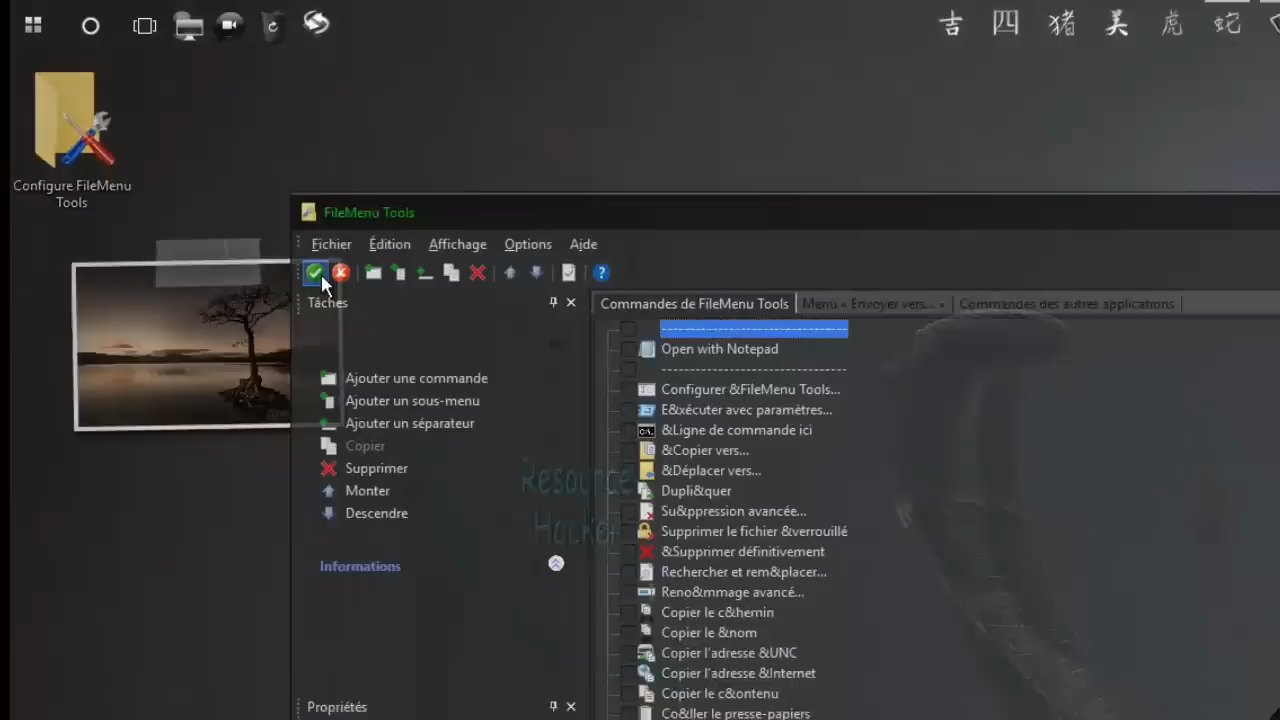 吉 四 猪 美 虎 蛇
Configure FileMenu
Tools
FileMenu Tools
Fichier Édition Affichage Options Aide
Tâches
Commandes de FileMenu Tools Menu « Envoyer vers... » Commandes des autres applications
Open with Notepad
Ajouter une commande
Configurer &FileMenu Tools...
Ajouter un sous-menu
E&xécuter avec paramètres...
Ajouter un séparateur
&Ligne de commande ici
Copier
&Copier vers...
Supprimer
&Déplacer vers...
Monter
Dupli&quer
Descendre
Su&ppression avancée...
Resource
Hacker
Supprimer le fichier &verrouillé
&Supprimer définitivement
Informations
Rechercher et rem&placer...
Reno&mmage avancé...
Copier le c&hemin
Copier le &nom
Copier l'adresse &UNC
Copier l'adresse &Internet
Copier le c&ontenu
Propriétés
Co&ller le presse-papiers